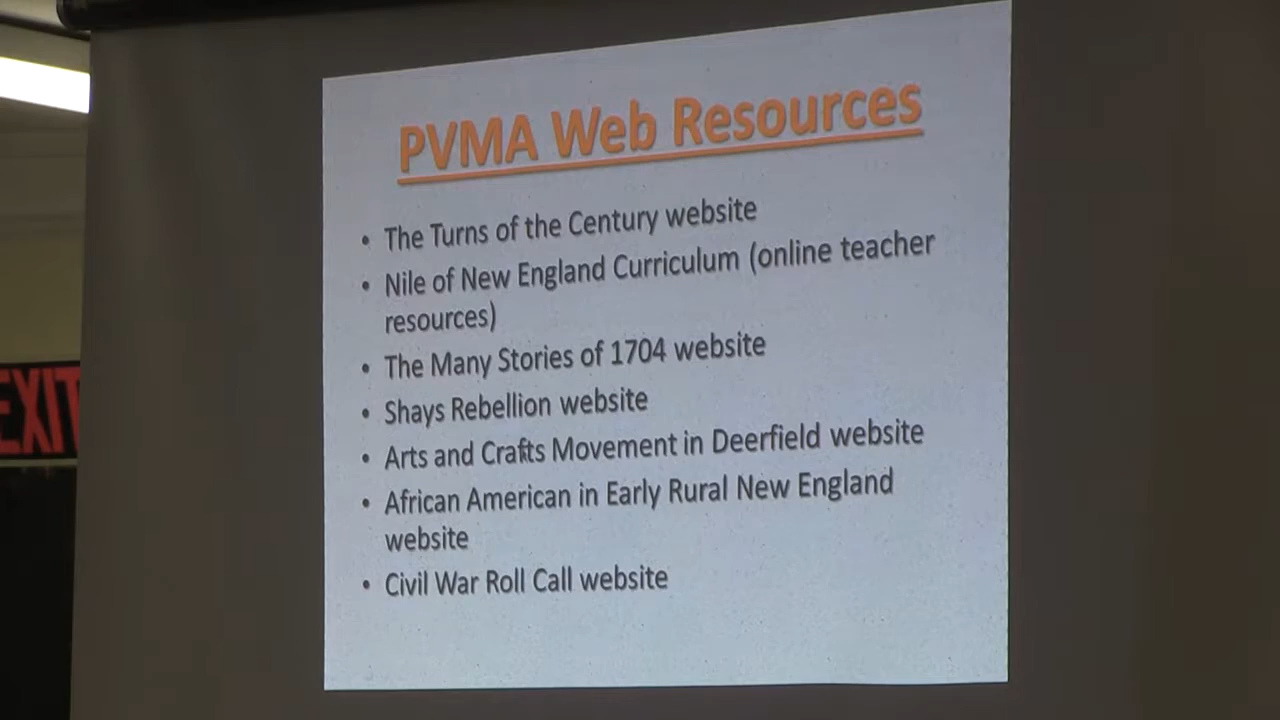 PVMA Web Resources
• The Turns of the Century website
• Nile of New England Curriculum (online teacher
resources)
• The Many Stories of 1704 website
• Shays Rebellion website
• Arts and Crafts Movement in Deerfield website
• African American in Early Rural New England
website
• Civil War Roll Call website
EXIT